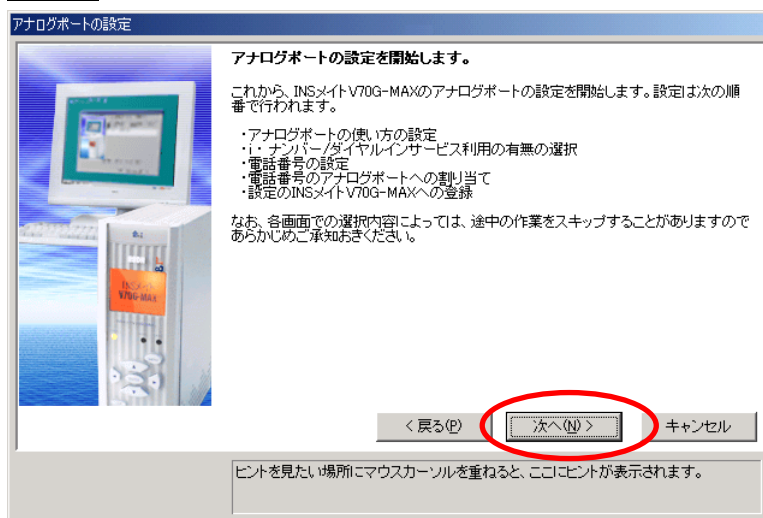 アナログポートの設定
アナログポートの設定を開始します。
これから、INSメイトV70G-MAXのアナログポートの設定を開始します。設定は次の順
番で行われます。
・アナログポートの使い方の設定
・i・ナンバー/ダイヤルインサービス利用の有無の選択
・電話番号の設定
・電話番号のアナログポートへの割り当て
・設定のINSメイトV70G-MAXへの登録
なお、各画面での選択内容によっては、途中の作業をスキップすることがありますので
あらかじめご承知おきください。
INSメイト
V70G-MAX
< 戻る(P)
次へ(N) >
キャンセル
ヒントを見たい場所にマウスカーソルを重ねると、ここにヒントが表示されます。